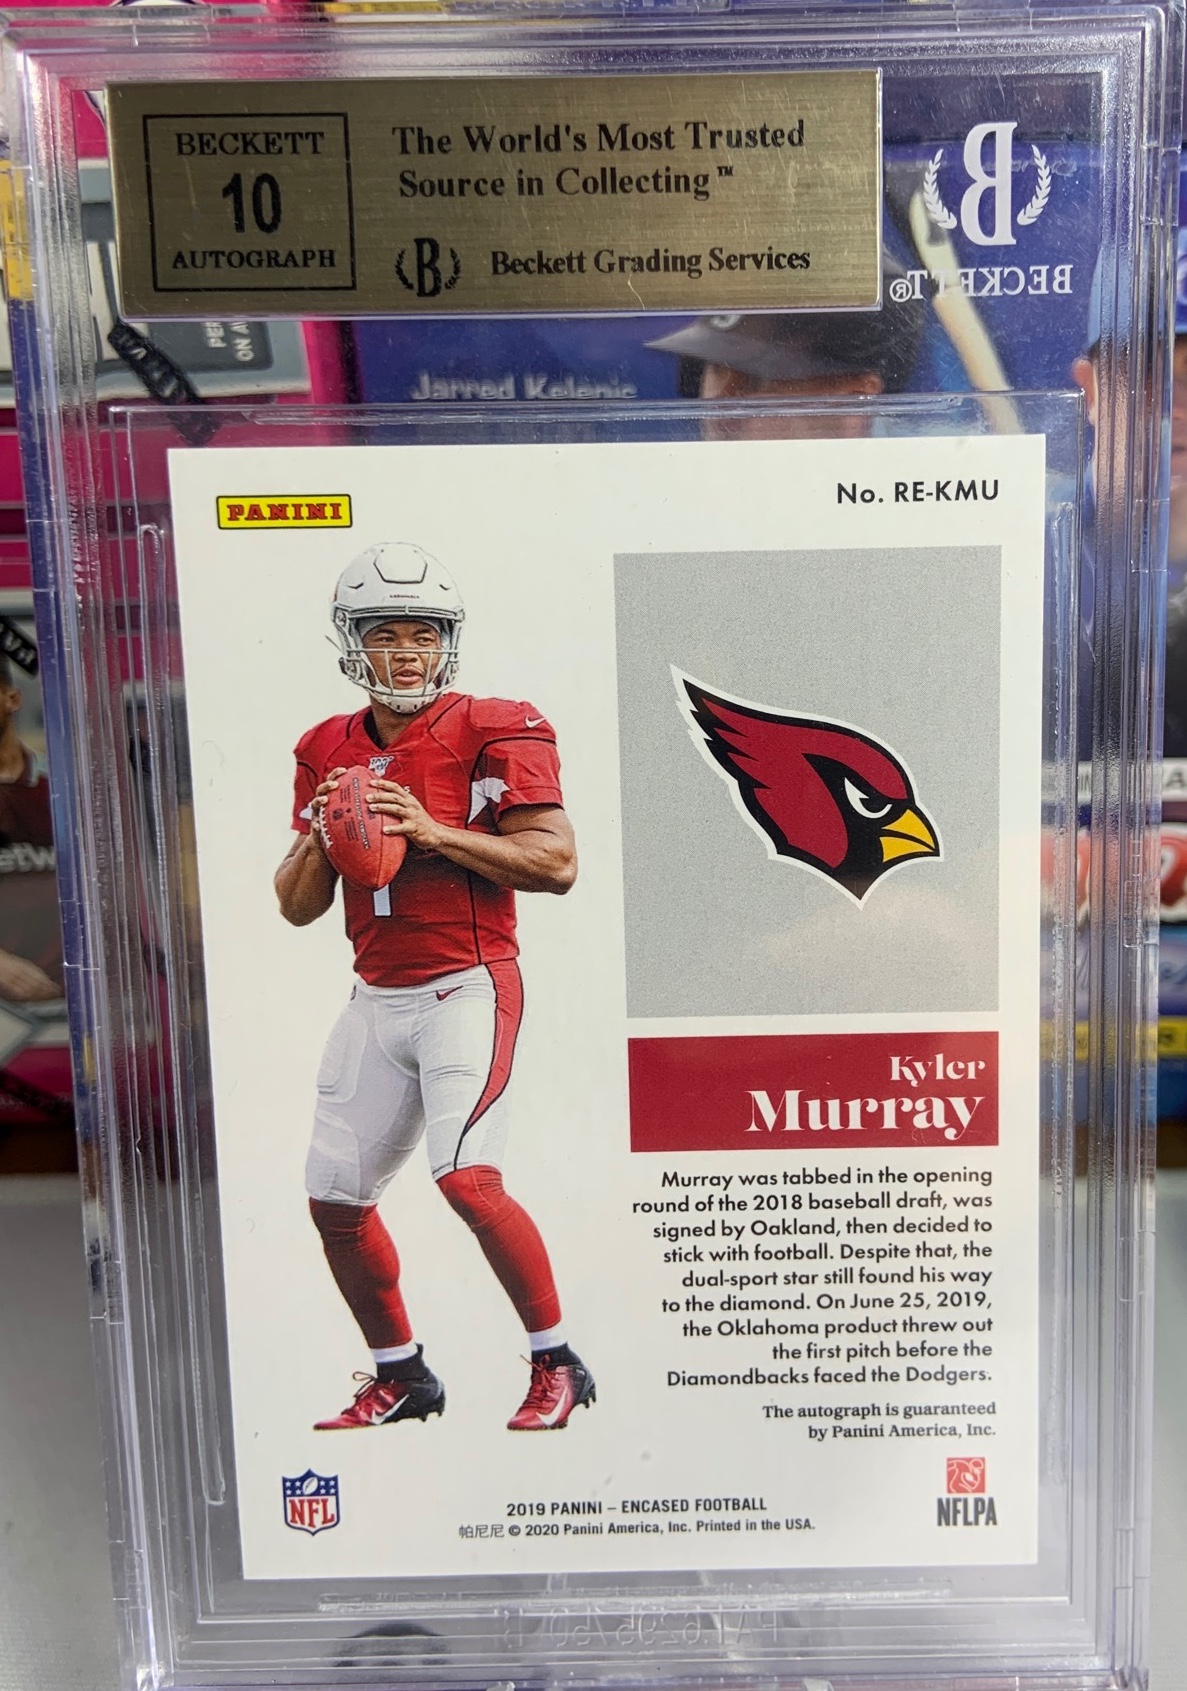 BECKETT
10
AUTOGRAPH
The World's Most Trusted
Source in Collecting™
B Beckett Grading Services
B
BECKETT®
Jarred Kelenic
PANINI
No. RE-KMU
CARDINALS
1
Kyler
Murray
Murray was tabbed in the opening
round of the 2018 baseball draft, was
signed by Oakland, then decided to
stick with football. Despite that, the
dual-sport star still found his way
to the diamond. On June 25, 2019,
the Oklahoma product threw out
the first pitch before the
Diamondbacks faced the Dodgers.
The autograph is guaranteed
by Panini America, Inc.
NFL
NFLPA
2019 PANINI – ENCASED FOOTBALL
帕尼尼 © 2020 Panini America, Inc. Printed in the USA.